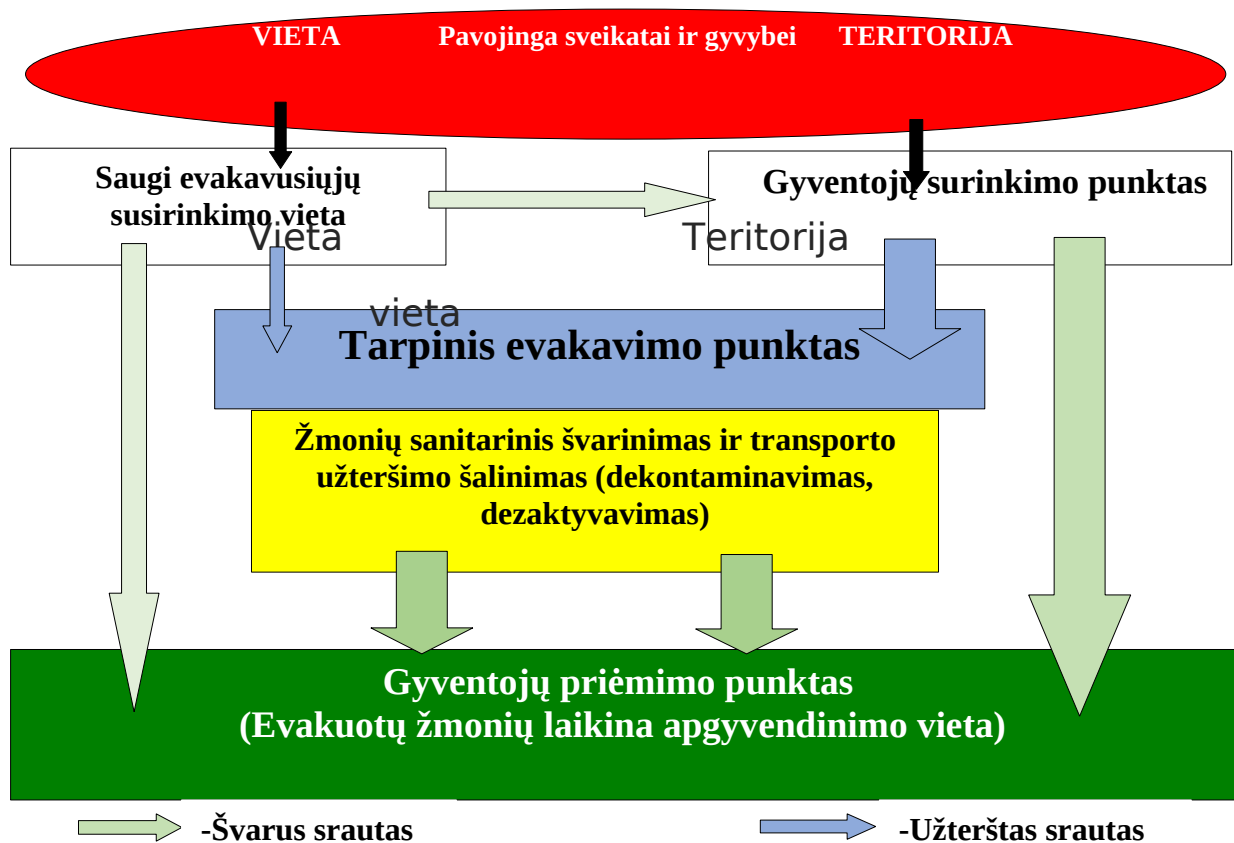 VIETA Pavojinga sveikatai ir gyvybei TERITORIJA
Saugi evakavusiųjų
susirinkimo vieta
Gyventojų surinkimo punktas
Vieta
Teritorija
vieta
Tarpinis evakavimo punktas
Žmonių sanitarinis švarinimas ir transporto
užteršimo šalinimas (dekontaminavimas,
dezaktyvavimas)
Gyventojų priėmimo punktas
(Evakuotų žmonių laikina apgyvendinimo vieta)
-Švarus srautas
-Užterštas srautas